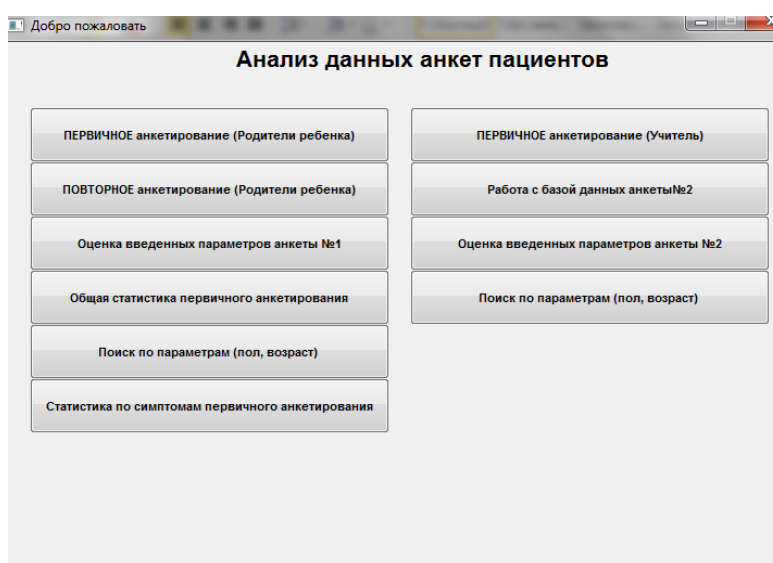 Добро пожаловать
Анализ данных анкет пациентов
ПЕРВИЧНОЕ анкетирование (Родители ребенка)
ПОВТОРНОЕ анкетирование (Родители ребенка)
Оценка введенных параметров анкеты №1
Общая статистика первичного анкетирования
Поиск по параметрам (пол, возраст)
Статистика по симптомам первичного анкетирования
ПЕРВИЧНОЕ анкетирование (Учитель)
Работа с базой данных анкеты№2
Оценка введенных параметров анкеты №2
Поиск по параметрам (пол, возраст)